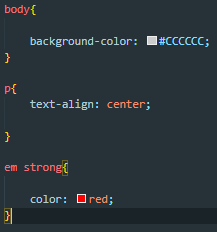 body{
background-color: #CCCCCC;
}
p{
text-align: center;
}
em strong{
color: red;
}